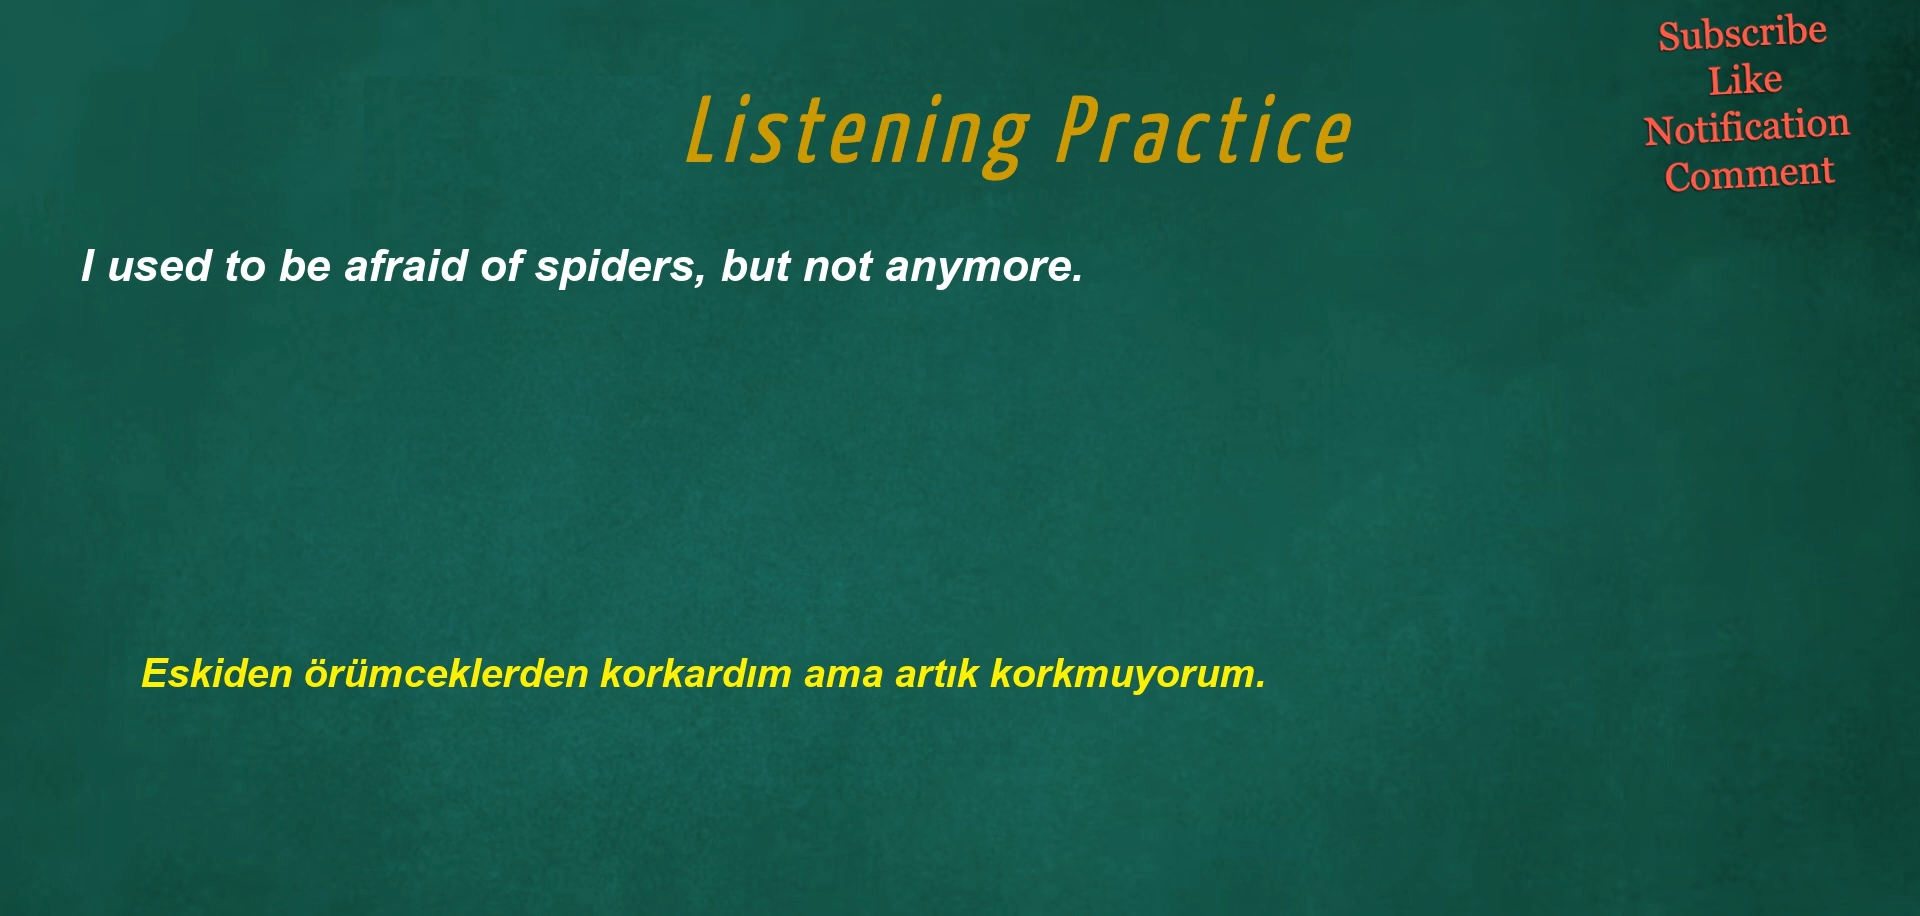 Subscribe
Like
Notification
Comment
Listening Practice
I used to be afraid of spiders, but not anymore.
Eskiden örümceklerden korkardım ama artık korkmuyorum.